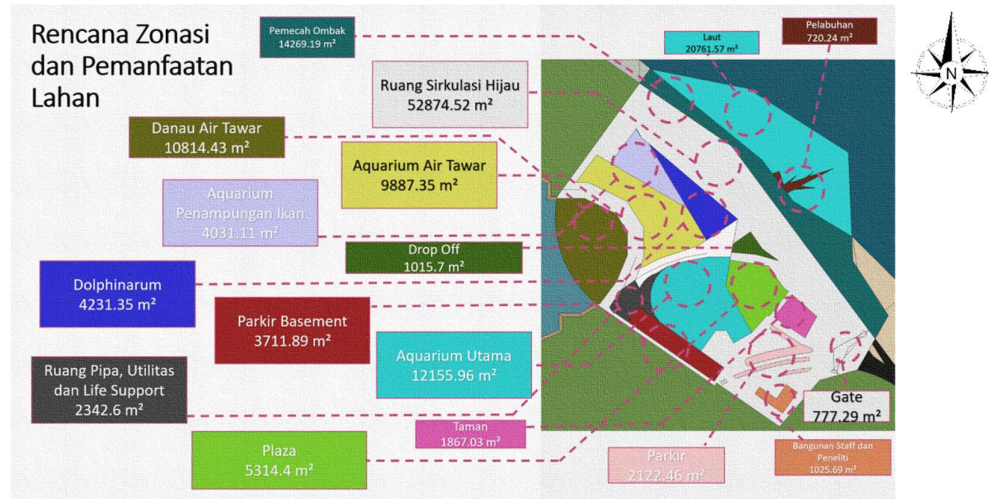 Rencana Zonasi
dan Pemanfaatan
Lahan
Pemecah Ombak
14269.19 m²
Laut
20761.57 m²
Pelabuhan
720.24 m²
N
Ruang Sirkulasi Hijau
52874.52 m²
Danau Air Tawar
10814.43 m²
Aquarium Air Tawar
9887.35 m²
Aquarium
Penampungan Ikan
4031.11 m²
Drop Off
1015.7 m²
Dolphinarum
4231.35 m²
Parkir Basement
3711.89 m²
Aquarium Utama
12155.96 m²
Ruang Pipa, Utilitas
dan Life Support
2342.6 m²
Gate
777.29 m²
Taman
1867.03 m²
Plaza
5314.4 m²
Parkir
2122.46 m²
Bangunan Staff dan
Peneliti
1025.69 m²